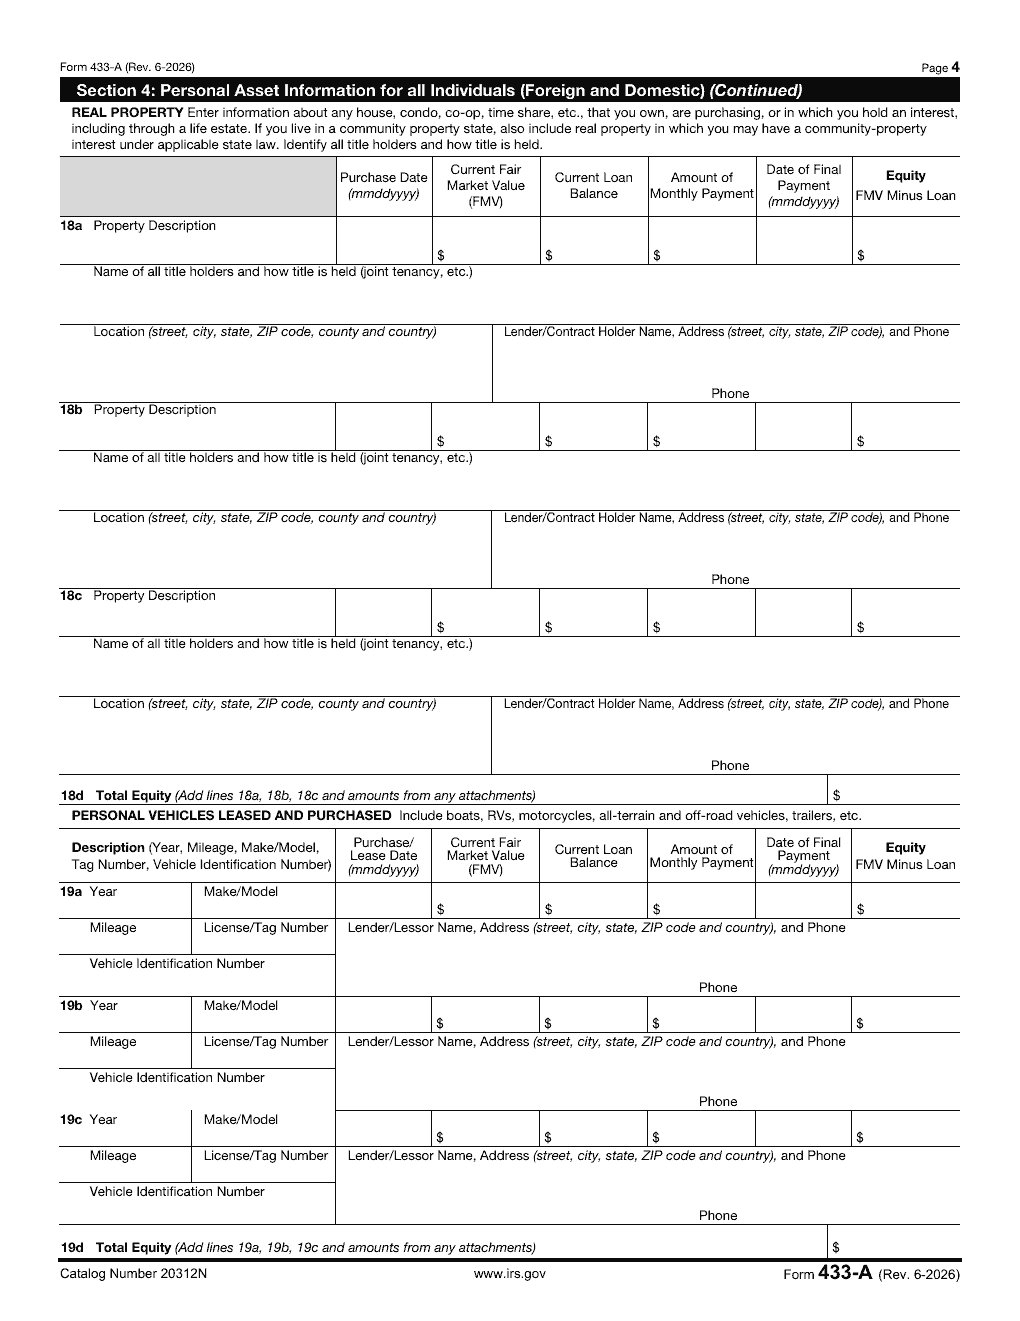 Form 433-A (Rev. 6-2026) Page 4
Section 4: Personal Asset Information for all Individuals (Foreign and Domestic) (Continued)
REAL PROPERTY Enter information about any house, condo, co-op, time share, etc., that you own, are purchasing, or in which you hold an interest,
including through a life estate. If you live in a community property state, also include real property in which you may have a community-property
interest under applicable state law. Identify all title holders and how title is held.
Purchase Date
(mmddyyyy)
Current Fair
Market Value
(FMV)
Current Loan
Balance
Amount of
Monthly Payment
Date of Final
Payment
(mmddyyyy)
Equity
FMV Minus Loan
18a Property Description
$ $ $ $
Name of all title holders and how title is held (joint tenancy, etc.)
Location (street, city, state, ZIP code, county and country)
Lender/Contract Holder Name, Address (street, city, state, ZIP code), and Phone
Phone
18b Property Description
$ $ $ $
Name of all title holders and how title is held (joint tenancy, etc.)
Location (street, city, state, ZIP code, county and country)
Lender/Contract Holder Name, Address (street, city, state, ZIP code), and Phone
Phone
18c Property Description
$ $ $ $
Name of all title holders and how title is held (joint tenancy, etc.)
Location (street, city, state, ZIP code, county and country)
Lender/Contract Holder Name, Address (street, city, state, ZIP code), and Phone
Phone
18d Total Equity (Add lines 18a, 18b, 18c and amounts from any attachments) $
PERSONAL VEHICLES LEASED AND PURCHASED Include boats, RVs, motorcycles, all-terrain and off-road vehicles, trailers, etc.
Description (Year, Mileage, Make/Model,
Tag Number, Vehicle Identification Number)
Purchase/
Lease Date
(mmddyyyy)
Current Fair
Market Value
(FMV)
Current Loan
Balance
Amount of
Monthly Payment
Date of Final
Payment
(mmddyyyy)
Equity
FMV Minus Loan
19a Year Make/Model
$ $ $ $
Mileage License/Tag Number
Lender/Lessor Name, Address (street, city, state, ZIP code and country), and Phone
Vehicle Identification Number
Phone
19b Year Make/Model
$ $ $ $
Mileage License/Tag Number
Lender/Lessor Name, Address (street, city, state, ZIP code and country), and Phone
Vehicle Identification Number
Phone
19c Year Make/Model
$ $ $ $
Mileage License/Tag Number
Lender/Lessor Name, Address (street, city, state, ZIP code and country), and Phone
Vehicle Identification Number
Phone
19d Total Equity (Add lines 19a, 19b, 19c and amounts from any attachments) $
Catalog Number 20312N www.irs.gov Form 433-A (Rev. 6-2026)